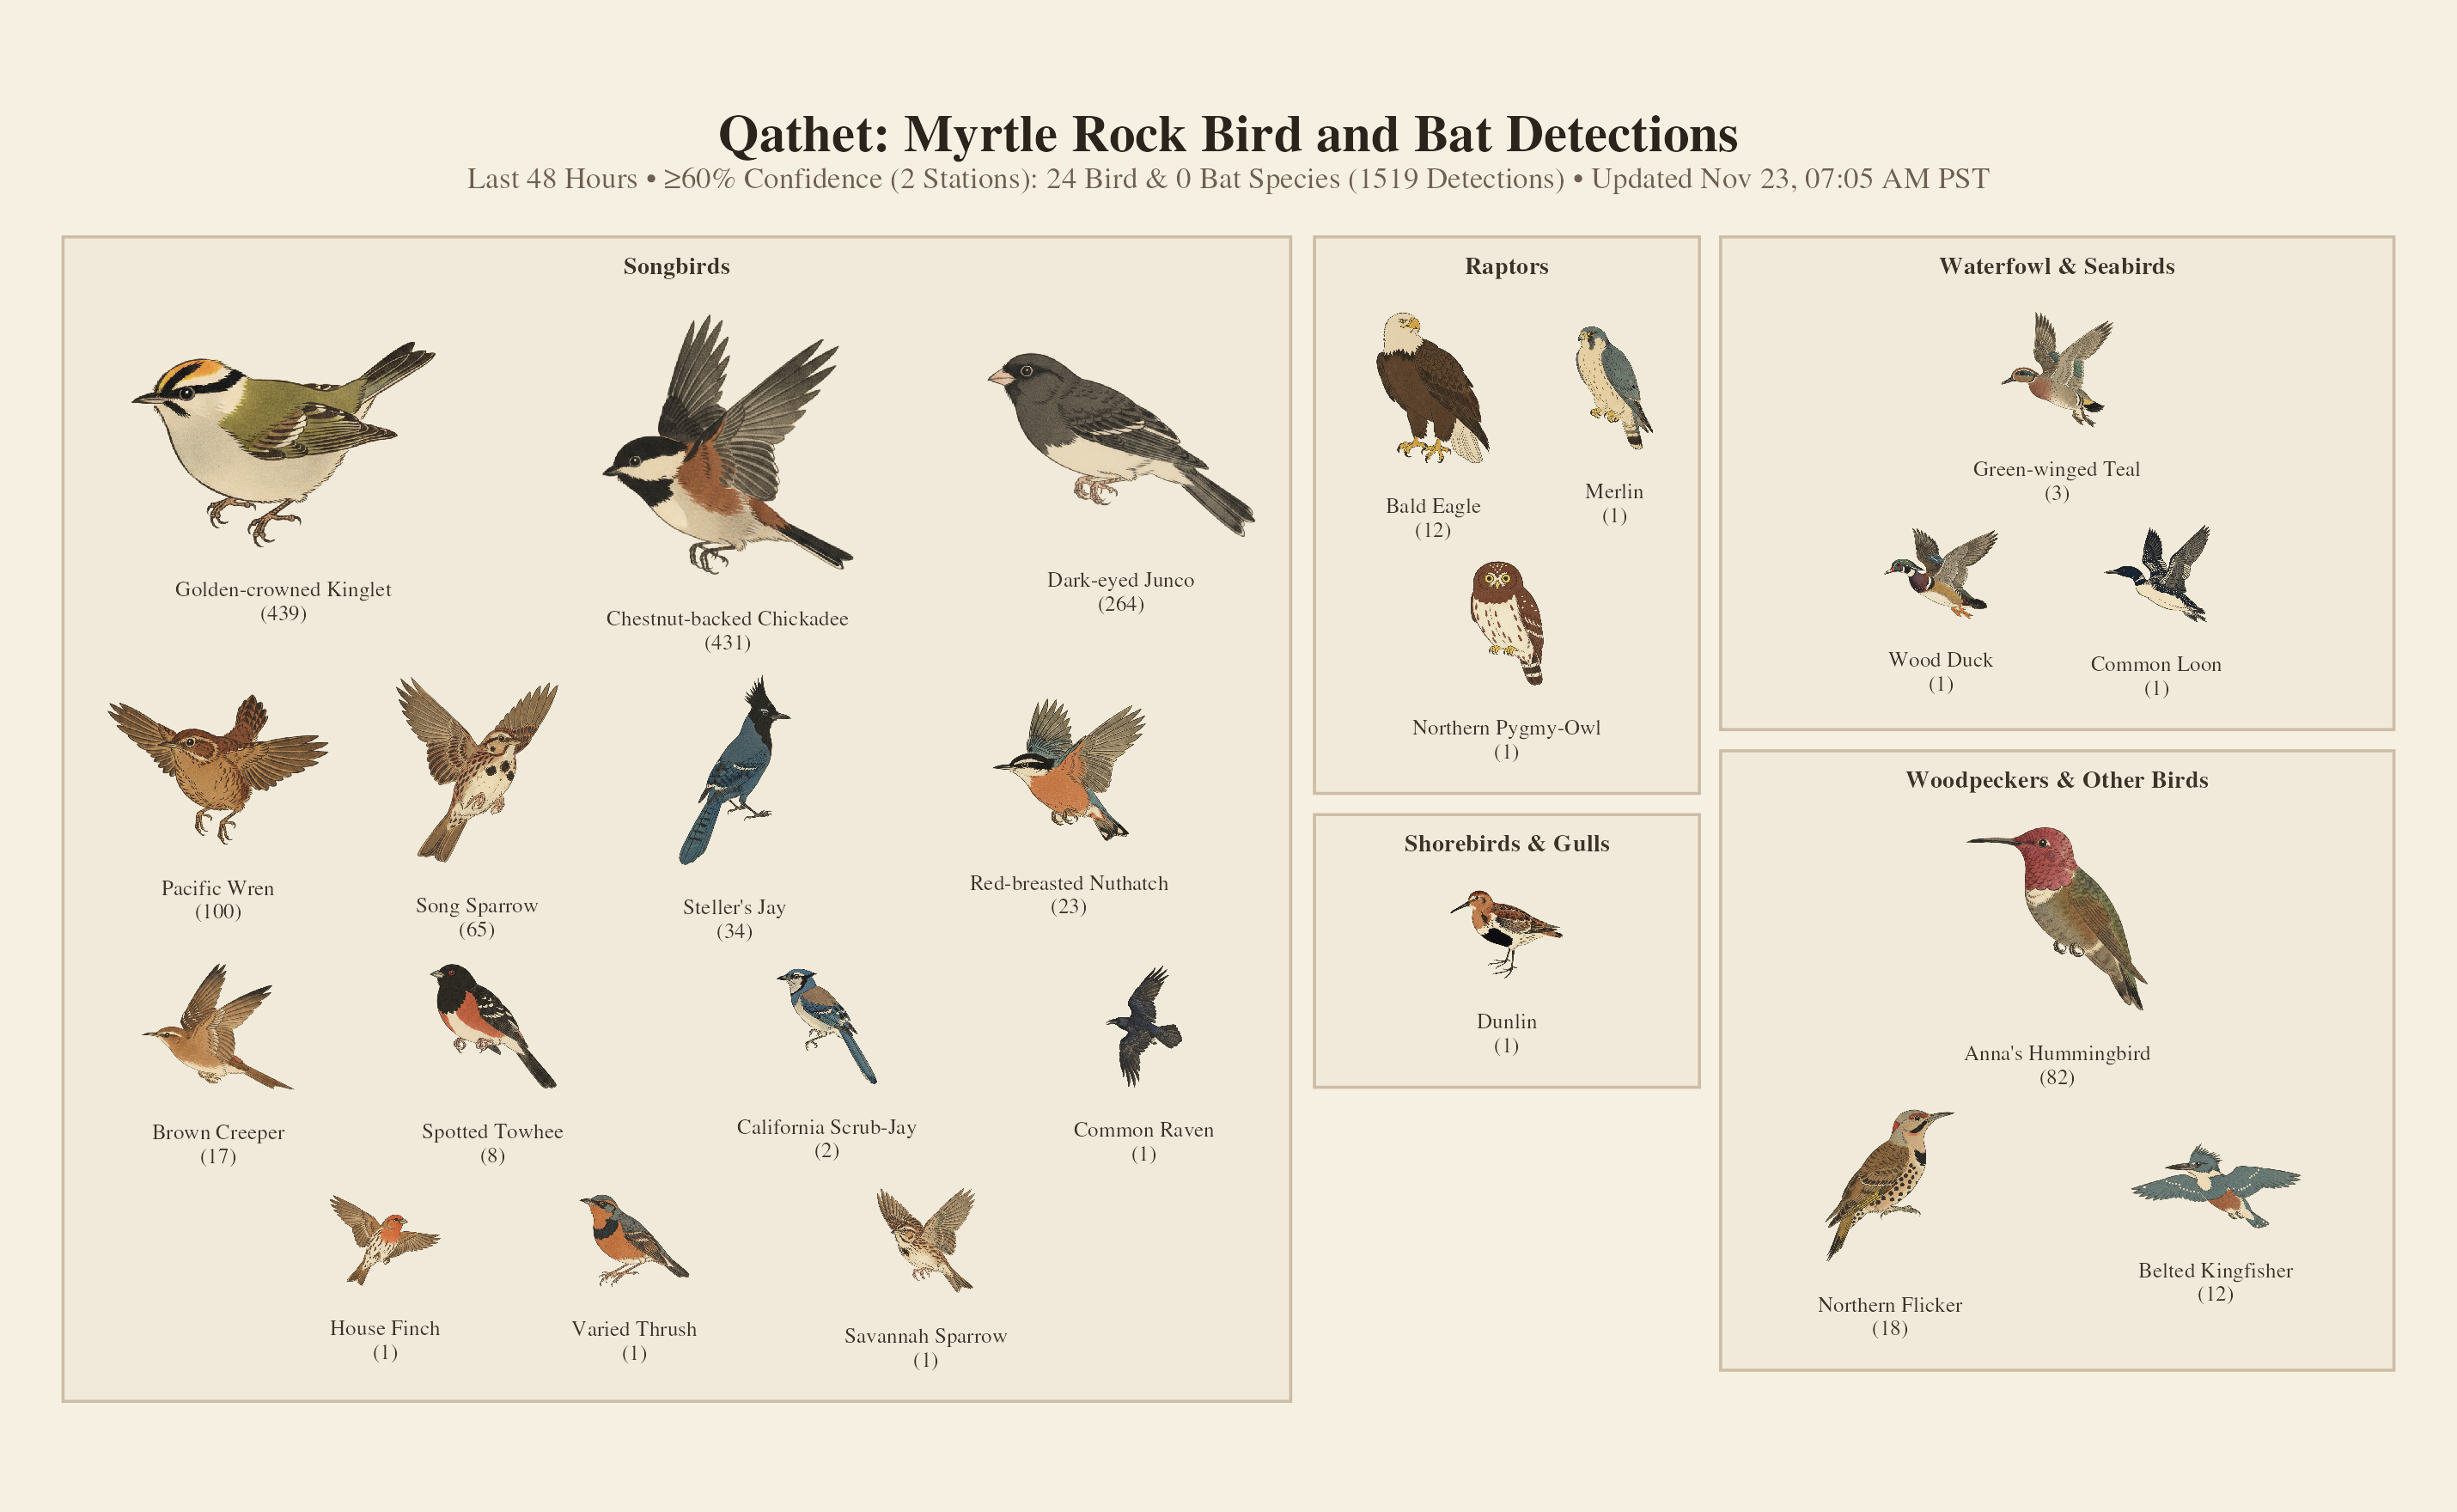 Qathet: Myrtle Rock Bird and Bat Detections
Last 48 Hours • ≥60% Confidence (2 Stations): 24 Bird & 0 Bat Species (1519 Detections) • Updated Nov 23, 07:05 AM PST
Songbirds
Golden-crowned Kinglet
(439)
Chestnut-backed Chickadee
(431)
Dark-eyed Junco
(264)
Pacific Wren
(100)
Song Sparrow
(65)
Steller's Jay
(34)
Red-breasted Nuthatch
(23)
Brown Creeper
(17)
Spotted Towhee
(8)
California Scrub-Jay
(2)
Common Raven
(1)
House Finch
(1)
Varied Thrush
(1)
Savannah Sparrow
(1)
Raptors
Bald Eagle
(12)
Merlin
(1)
Northern Pygmy-Owl
(1)
Shorebirds & Gulls
Dunlin
(1)
Waterfowl & Seabirds
Green-winged Teal
(3)
Wood Duck
(1)
Common Loon
(1)
Woodpeckers & Other Birds
Anna's Hummingbird
(82)
Northern Flicker
(18)
Belted Kingfisher
(12)